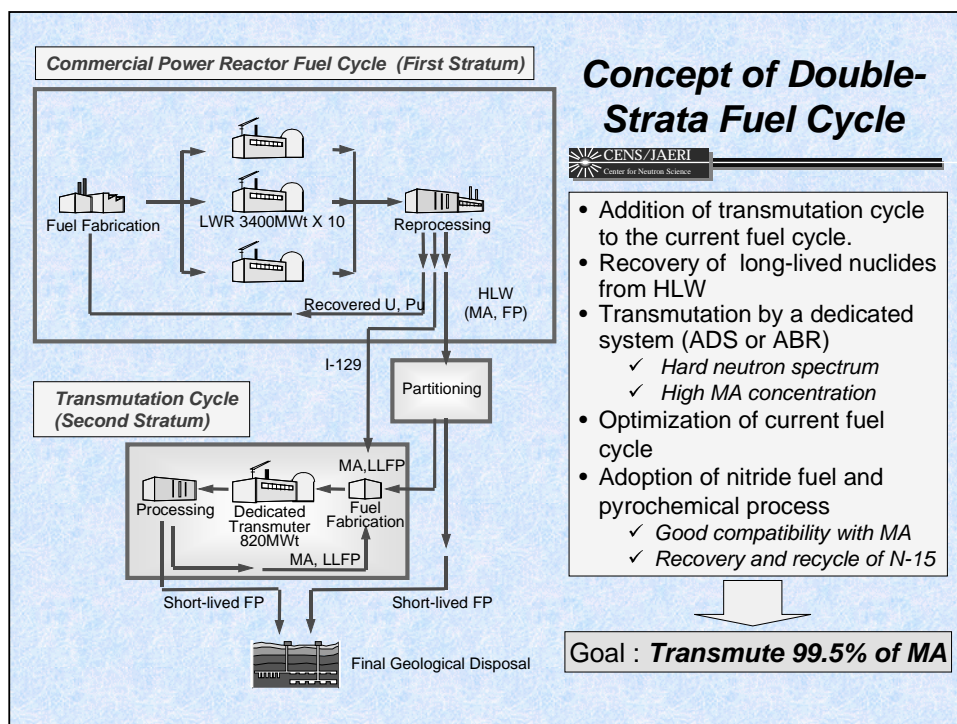 Commercial Power Reactor Fuel Cycle (First Stratum)
Fuel Fabrication
LWR 3400MWt X 10
Reprocessing
Recovered U, Pu
HLW
(MA, FP)
I-129
Partitioning
Transmutation Cycle
(Second Stratum)
MA,LLFP
Processing
Dedicated
Transmuter
820MWt
Fuel
Fabrication
MA, LLFP
Short-lived FP
Short-lived FP
Final Geological Disposal
Concept of Double-
Strata Fuel Cycle
CENS/JAERI
Center for Neutron Science
• Addition of transmutation cycle
to the current fuel cycle.
• Recovery of long-lived nuclides
from HLW
• Transmutation by a dedicated
system (ADS or ABR)
✓ Hard neutron spectrum
✓ High MA concentration
• Optimization of current fuel
cycle
• Adoption of nitride fuel and
pyrochemical process
✓ Good compatibility with MA
✓ Recovery and recycle of N-15
Goal : Transmute 99.5% of MA